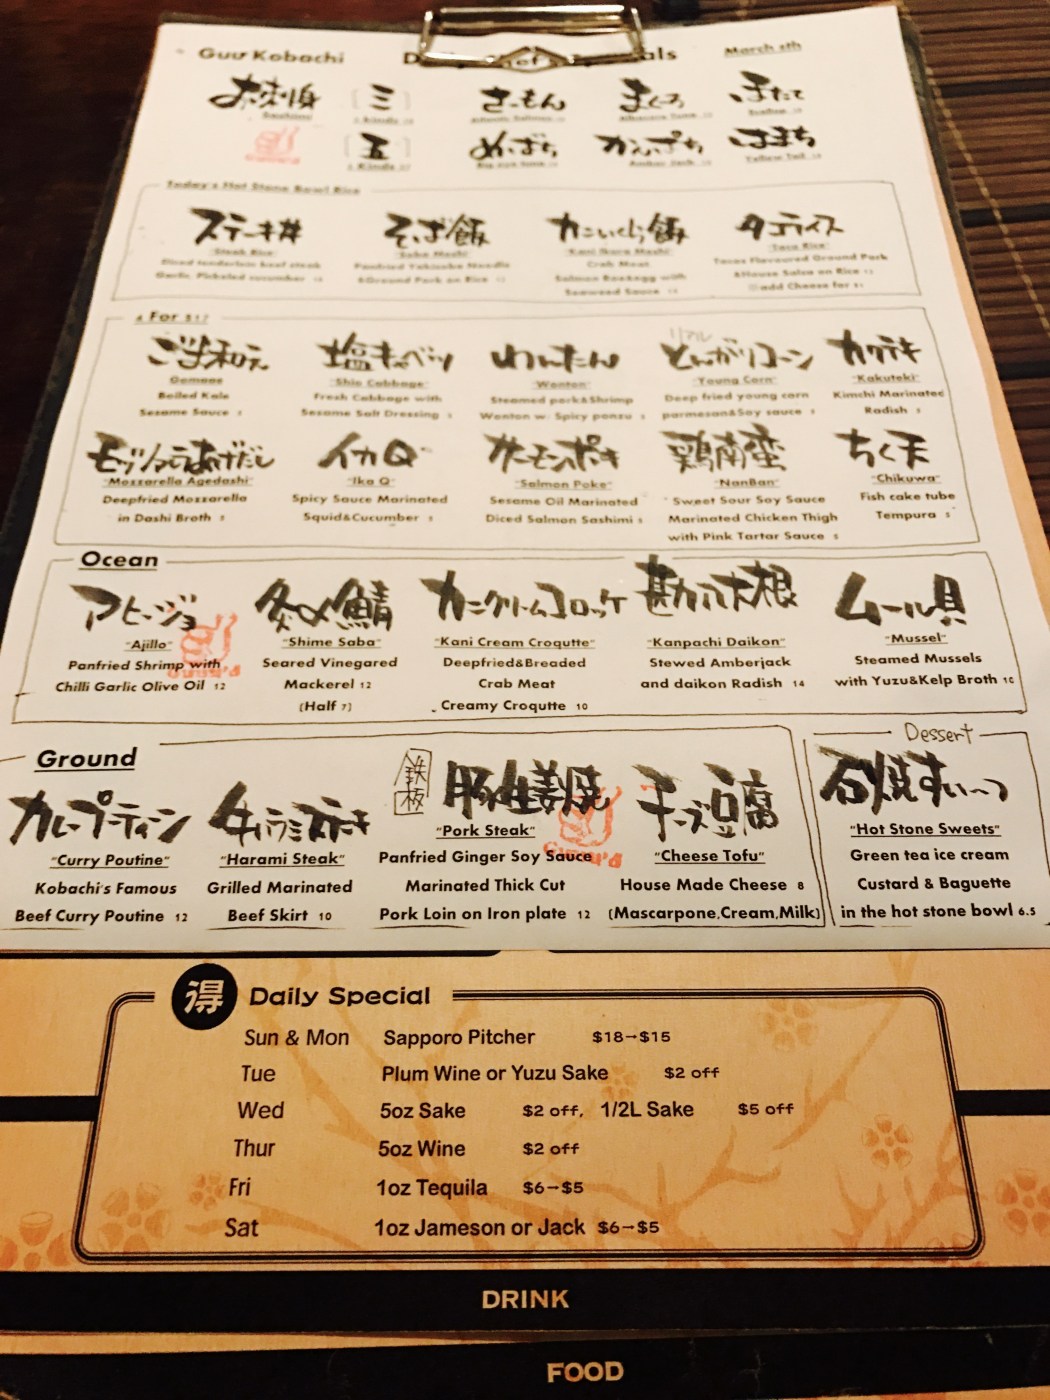 Guu Kobachi
March 8th
お刺身
三
さーもん
まぐろ
ほたて
Sashimi
3 Kinds
Atlantic Salmon
Albacore Tuna
Scallop
五
めばち
かんぱち
はまち
5 Kinds
Big eye tuna
Amber Jack
Yellow Tail
Today's Hot Stone Bowl Rice
ステーキ丼
そば飯
カニいくら飯
タコライス
"Steak Rice"
Diced tenderloin beef steak
Garlic, Pickeled cucumber
"Soba Meshi"
Panfried Yakisoba Noodle
&Ground Pork on Rice
"Kani Ikura Meshi"
Crab Meat
Salmon Roe&egg with
Seaweed Sauce
"Taco Rice"
Tacos Flavoured Ground Pork
&House Salsa on Rice
add Cheese for $1
4 For $17
ごま和え
塩キャベツ
わんたん
リアル
とんがりコーン
カクテキ
Gomaae
Boiled Kale
Sesame Sauce
"Shio Cabbage"
Fresh Cabbage with
Sesame Salt Dressing
"Wonton"
Steamed pork&Shrimp
Wonton w. Spicy ponzu
"Young Corn"
Deep fried young corn
parmesan&Soy sauce
"Kakuteki"
Kimchi Marinated
Radish 5
モッツァレラあげだし
イカQ
サーモンポキ
鶏南蛮
ちく天
"Mozzarella Agedashi"
Deepfried Mozzarella
in Dashi Broth 5
"Ika Q"
Spicy Sauce Marinated
Squid&Cucumber 5
"Salmon Poke"
Sesame Oil Marinated
Diced Salmon Sashimi 5
"NanBan"
Sweet Sour Soy Sauce
Marinated Chicken Thigh
with Pink Tartar Sauce 5
"Chikuwa"
Fish cake tube
Tempura 5
Ocean
アヒージョ
炙〆鯖
カニクリームコロッケ
勘八大根
ムール貝
"Ajillo"
Panfried Shrimp with
Chilli Garlic Olive Oil 12
"Shime Saba"
Seared Vinegared
Mackerel 12
(Half 7)
"Kani Cream Croqutte"
Deepfried&Breaded
Crab Meat
Creamy Croqutte 10
"Kanpachi Daikon"
Stewed Amberjack
and daikon Radish 14
"Mussel"
Steamed Mussels
with Yuzu&Kelp Broth
Ground
カレープーティーン
牛ハラミステーキ
鉄板
豚生姜焼
チーズ豆腐
"Curry Poutine"
Kobachi's Famous
Beef Curry Poutine 12
"Harami Steak"
Grilled Marinated
Beef Skirt 10
"Pork Steak"
Panfried Ginger Soy Sauce
Marinated Thick Cut
Pork Loin on Iron plate 12
"Cheese Tofu"
House Made Cheese 8
(Mascarpone,Cream,Milk)
Dessert
石焼すいーつ
"Hot Stone Sweets"
Green tea ice cream
Custard & Baguette
in the hot stone bowl 6.5
得 Daily Special
Sun & Mon Sapporo Pitcher $18→$15
Tue Plum Wine or Yuzu Sake $2 off
Wed 5oz Sake $2 off, 1/2L Sake $5 off
Thur 5oz Wine $2 off
Fri 1oz Tequila $6→$5
Sat 1oz Jameson or Jack $6→$5
DRINK
FOOD